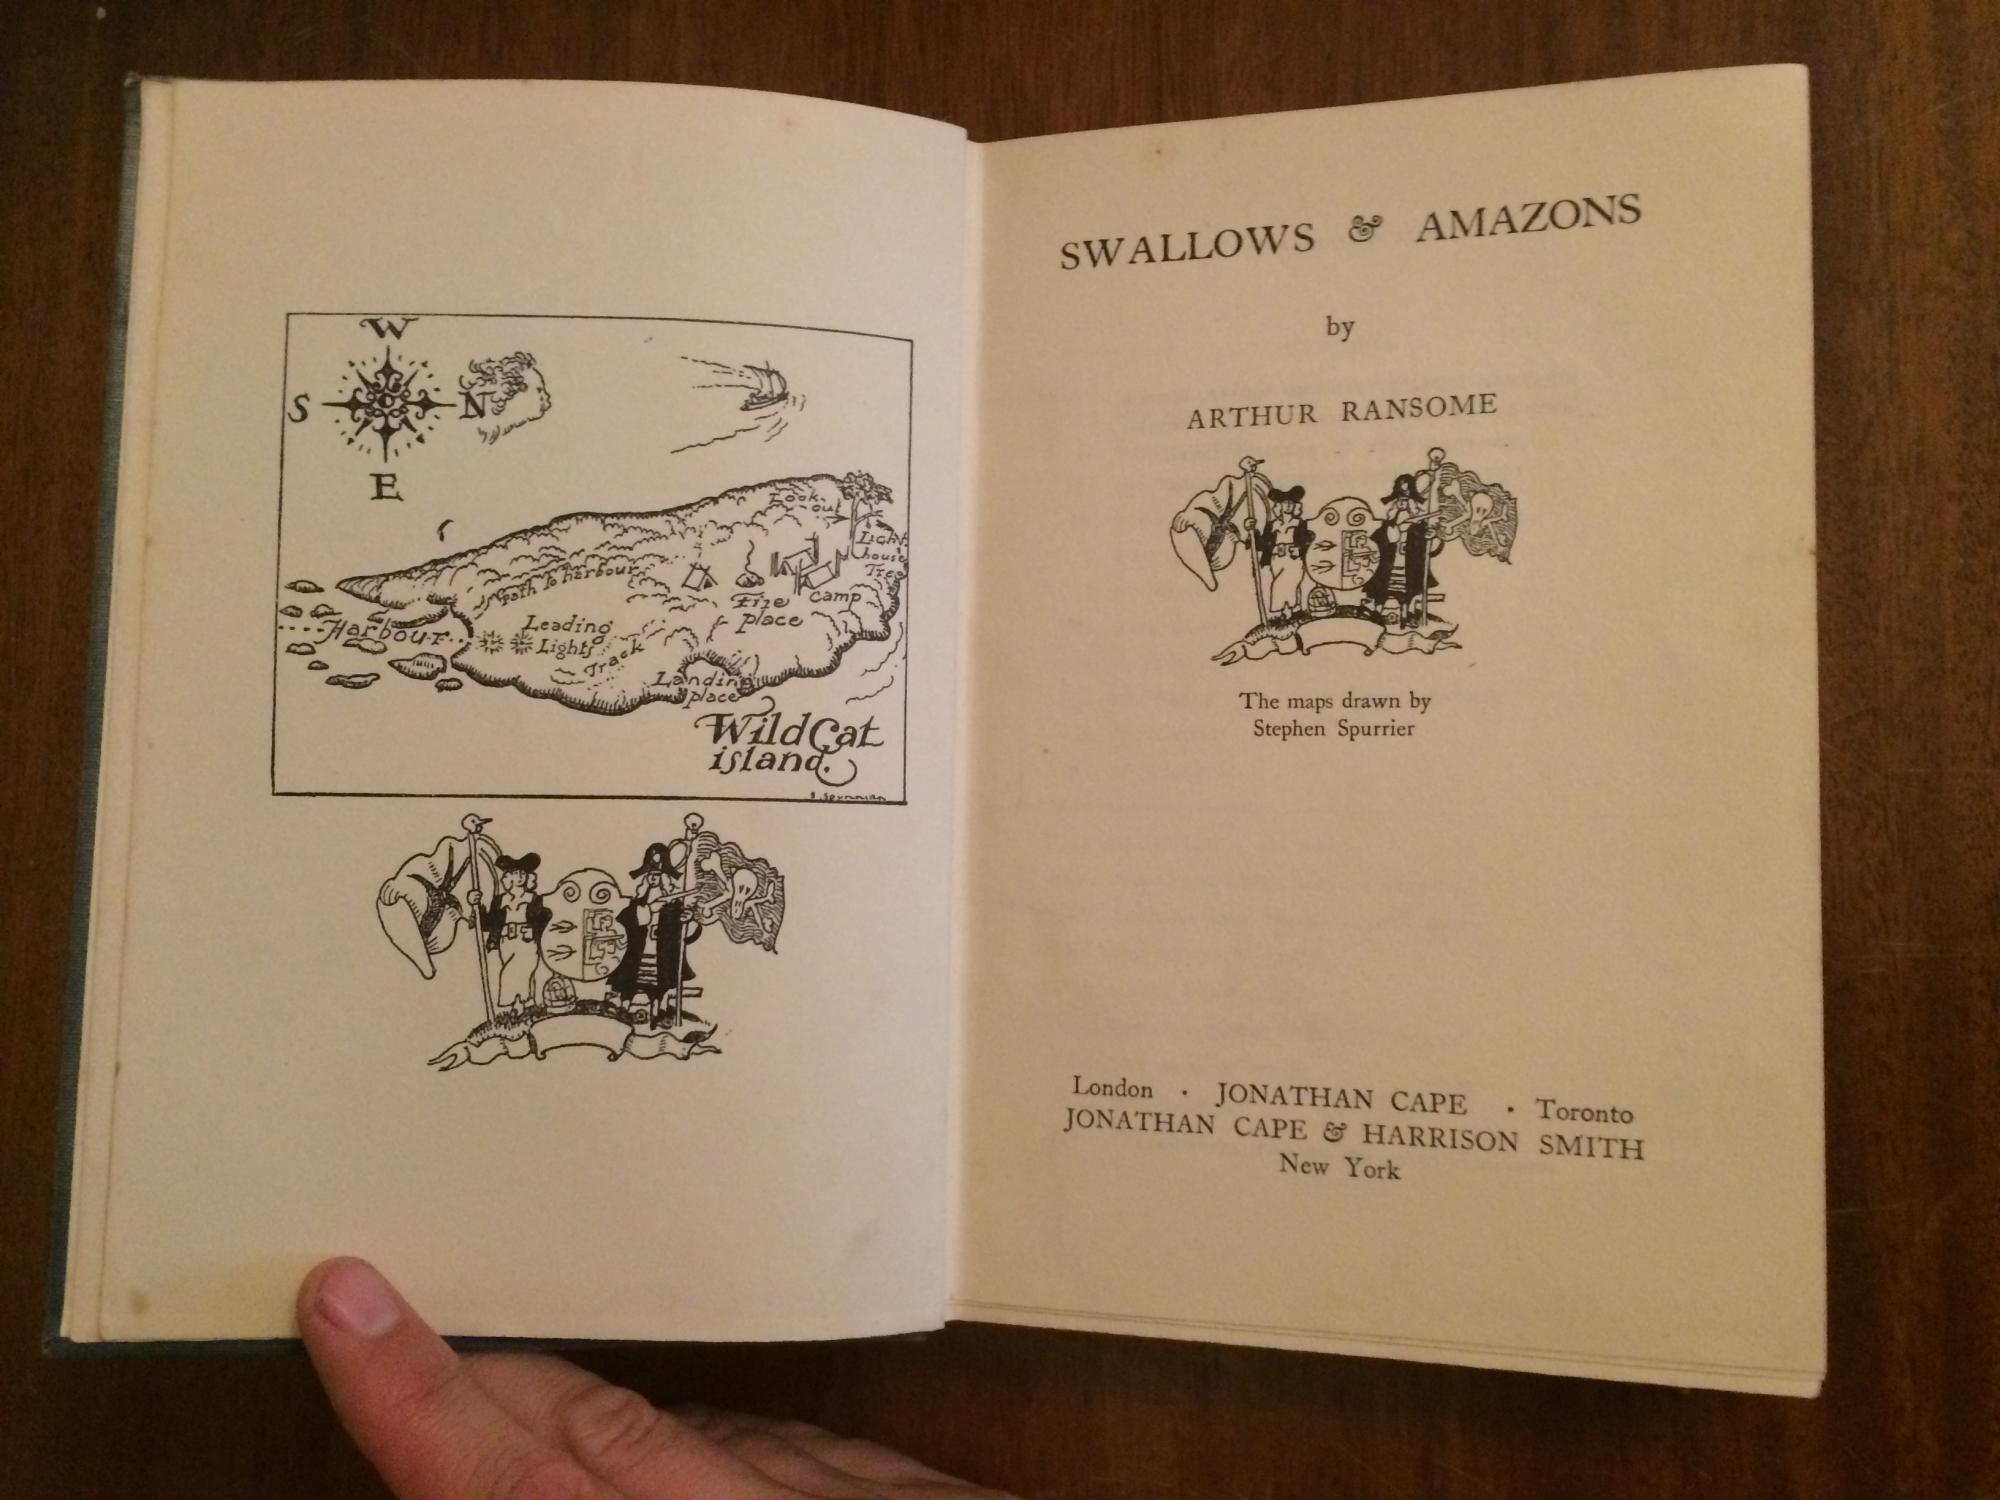 W
S
N
E
Look
out
Light
house
Tree
path to harbour
Fire
place
Camp
Harbour
Leading
Lights
Track
Landing
place
Wild Cat
island.
SWALLOWS & AMAZONS
by
ARTHUR RANSOME
The maps drawn by
Stephen Spurrier
London · JONATHAN CAPE · Toronto
JONATHAN CAPE & HARRISON SMITH
New York